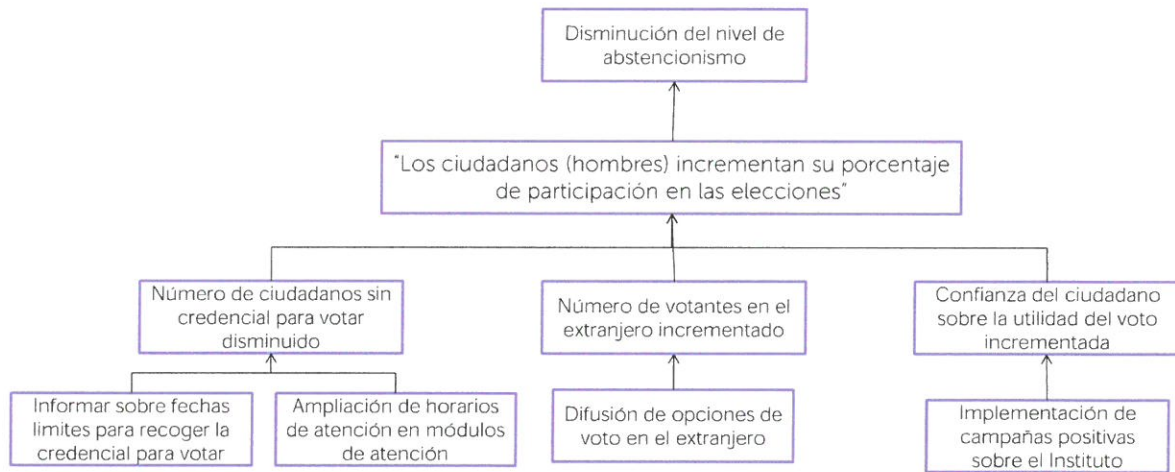 Disminución del nivel de
abstencionismo
"Los ciudadanos (hombres) incrementan su porcentaje
de participación en las elecciones"
Número de ciudadanos sin
credencial para votar
disminuido
Número de votantes en el
extranjero incrementado
Confianza del ciudadano
sobre la utilidad del voto
incrementada
Informar sobre fechas
limites para recoger la
credencial para votar
Ampliación de horarios
de atención en módulos
de atención
Difusión de opciones de
voto en el extranjero
Implementación de
campañas positivas
sobre el Instituto